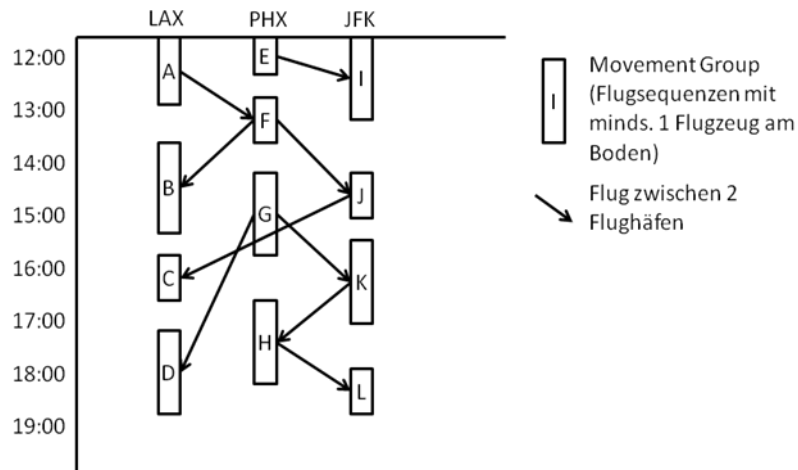 LAX PHX JFK
12:00
13:00
14:00
15:00
16:00
17:00
18:00
19:00
A
B
C
D
E
F
G
H
I
J
K
L
I
Movement Group
(Flugsequenzen mit
minds. 1 Flugzeug am
Boden)
Flug zwischen 2
Flughäfen